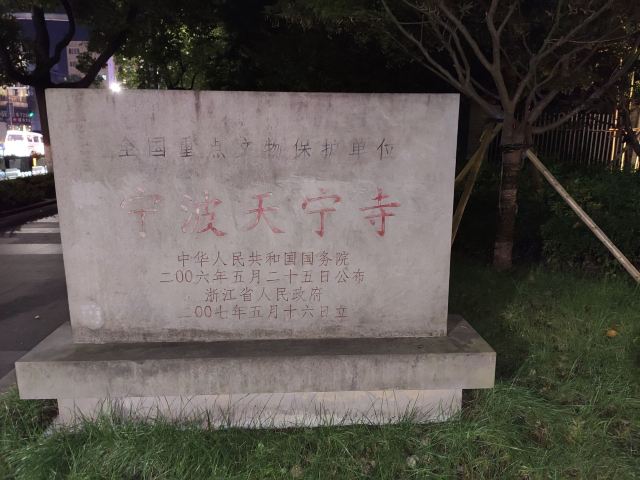 全国重点文物保护单位
宁波天宁寺
中华人民共和国国务院
二〇〇六年五月二十五日公布
浙江省人民政府
二〇〇七年五月十六日立